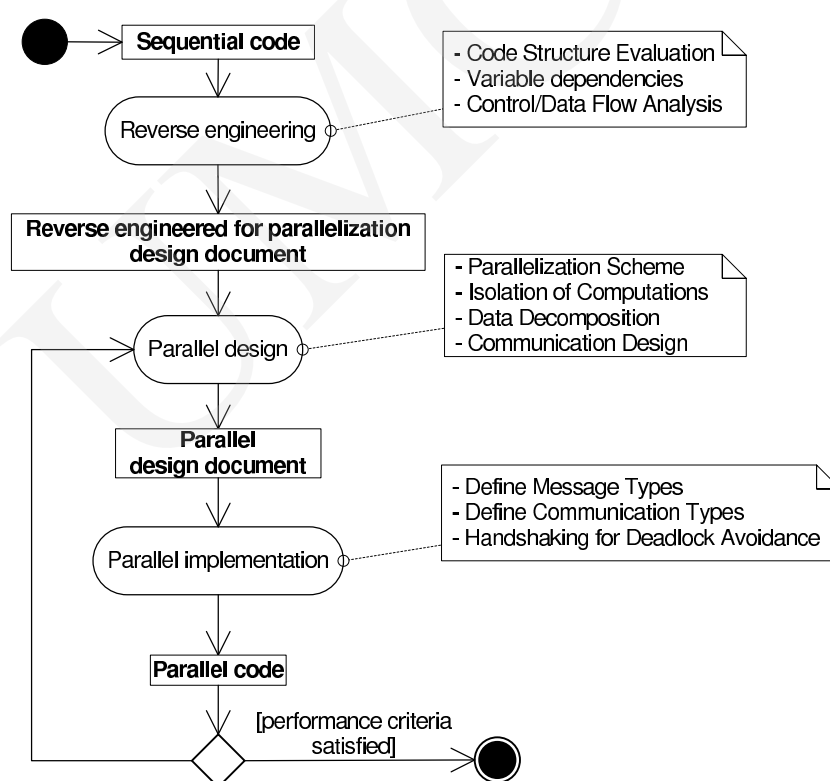 Sequential code
- Code Structure Evaluation
- Variable dependencies
- Control/Data Flow Analysis
Reverse engineering
Reverse engineered for parallelization
design document
- Parallelization Scheme
- Isolation of Computations
- Data Decomposition
- Communication Design
Parallel design
Parallel
design document
- Define Message Types
- Define Communication Types
- Handshaking for Deadlock Avoidance
Parallel implementation
Parallel code
[performance criteria
satisfied]